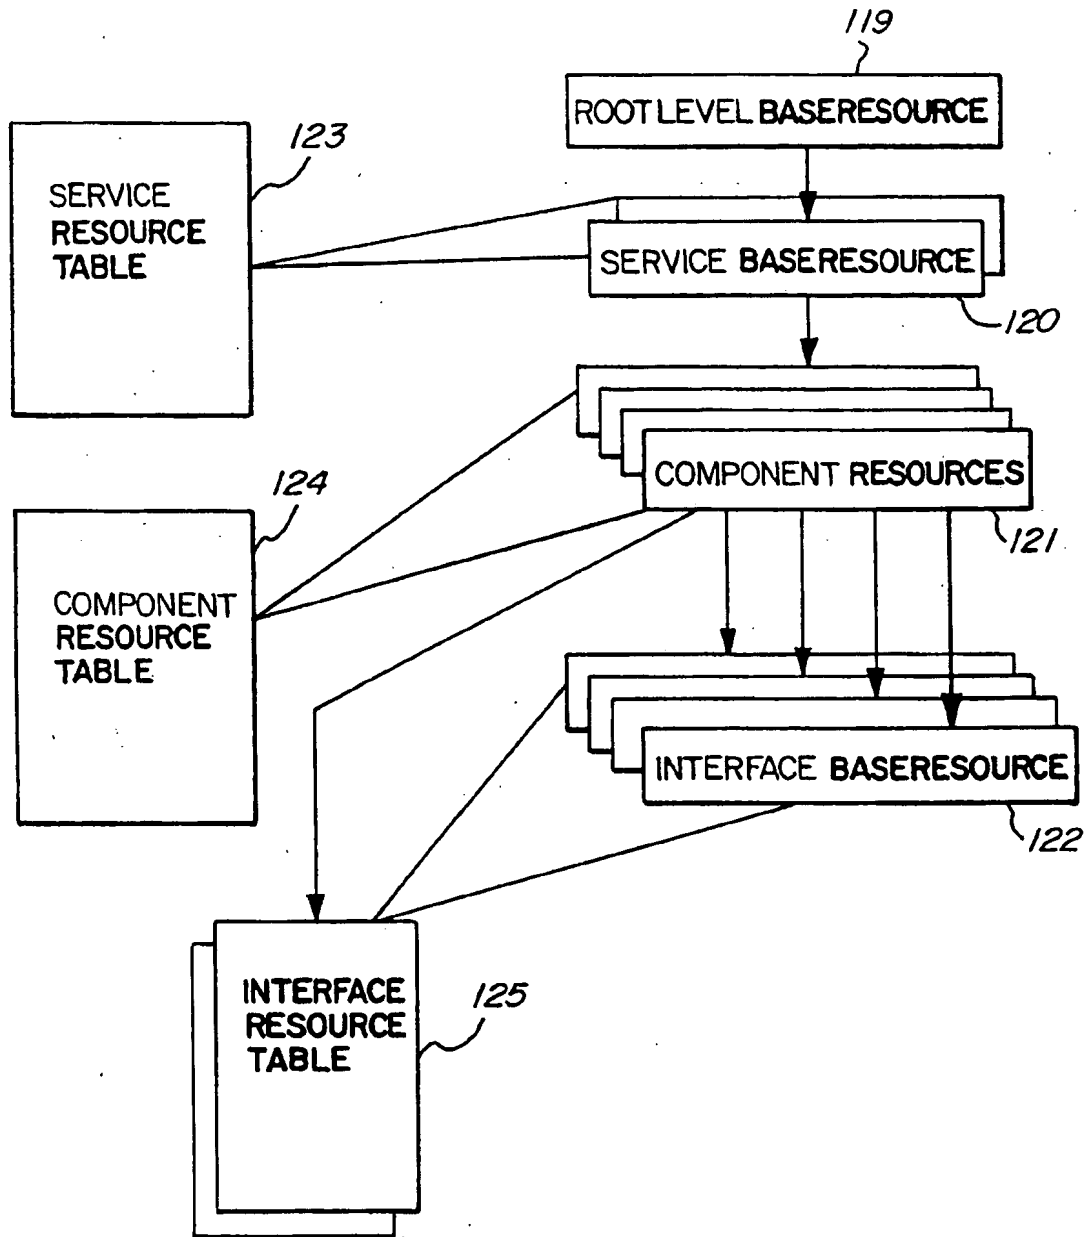 119
ROOT LEVEL BASERESOURCE
123
SERVICE
RESOURCE
TABLE
SERVICE BASERESOURCE
120
124
COMPONENT RESOURCES
121
COMPONENT
RESOURCE
TABLE
INTERFACE BASERESOURCE
122
INTERFACE
RESOURCE
TABLE
125